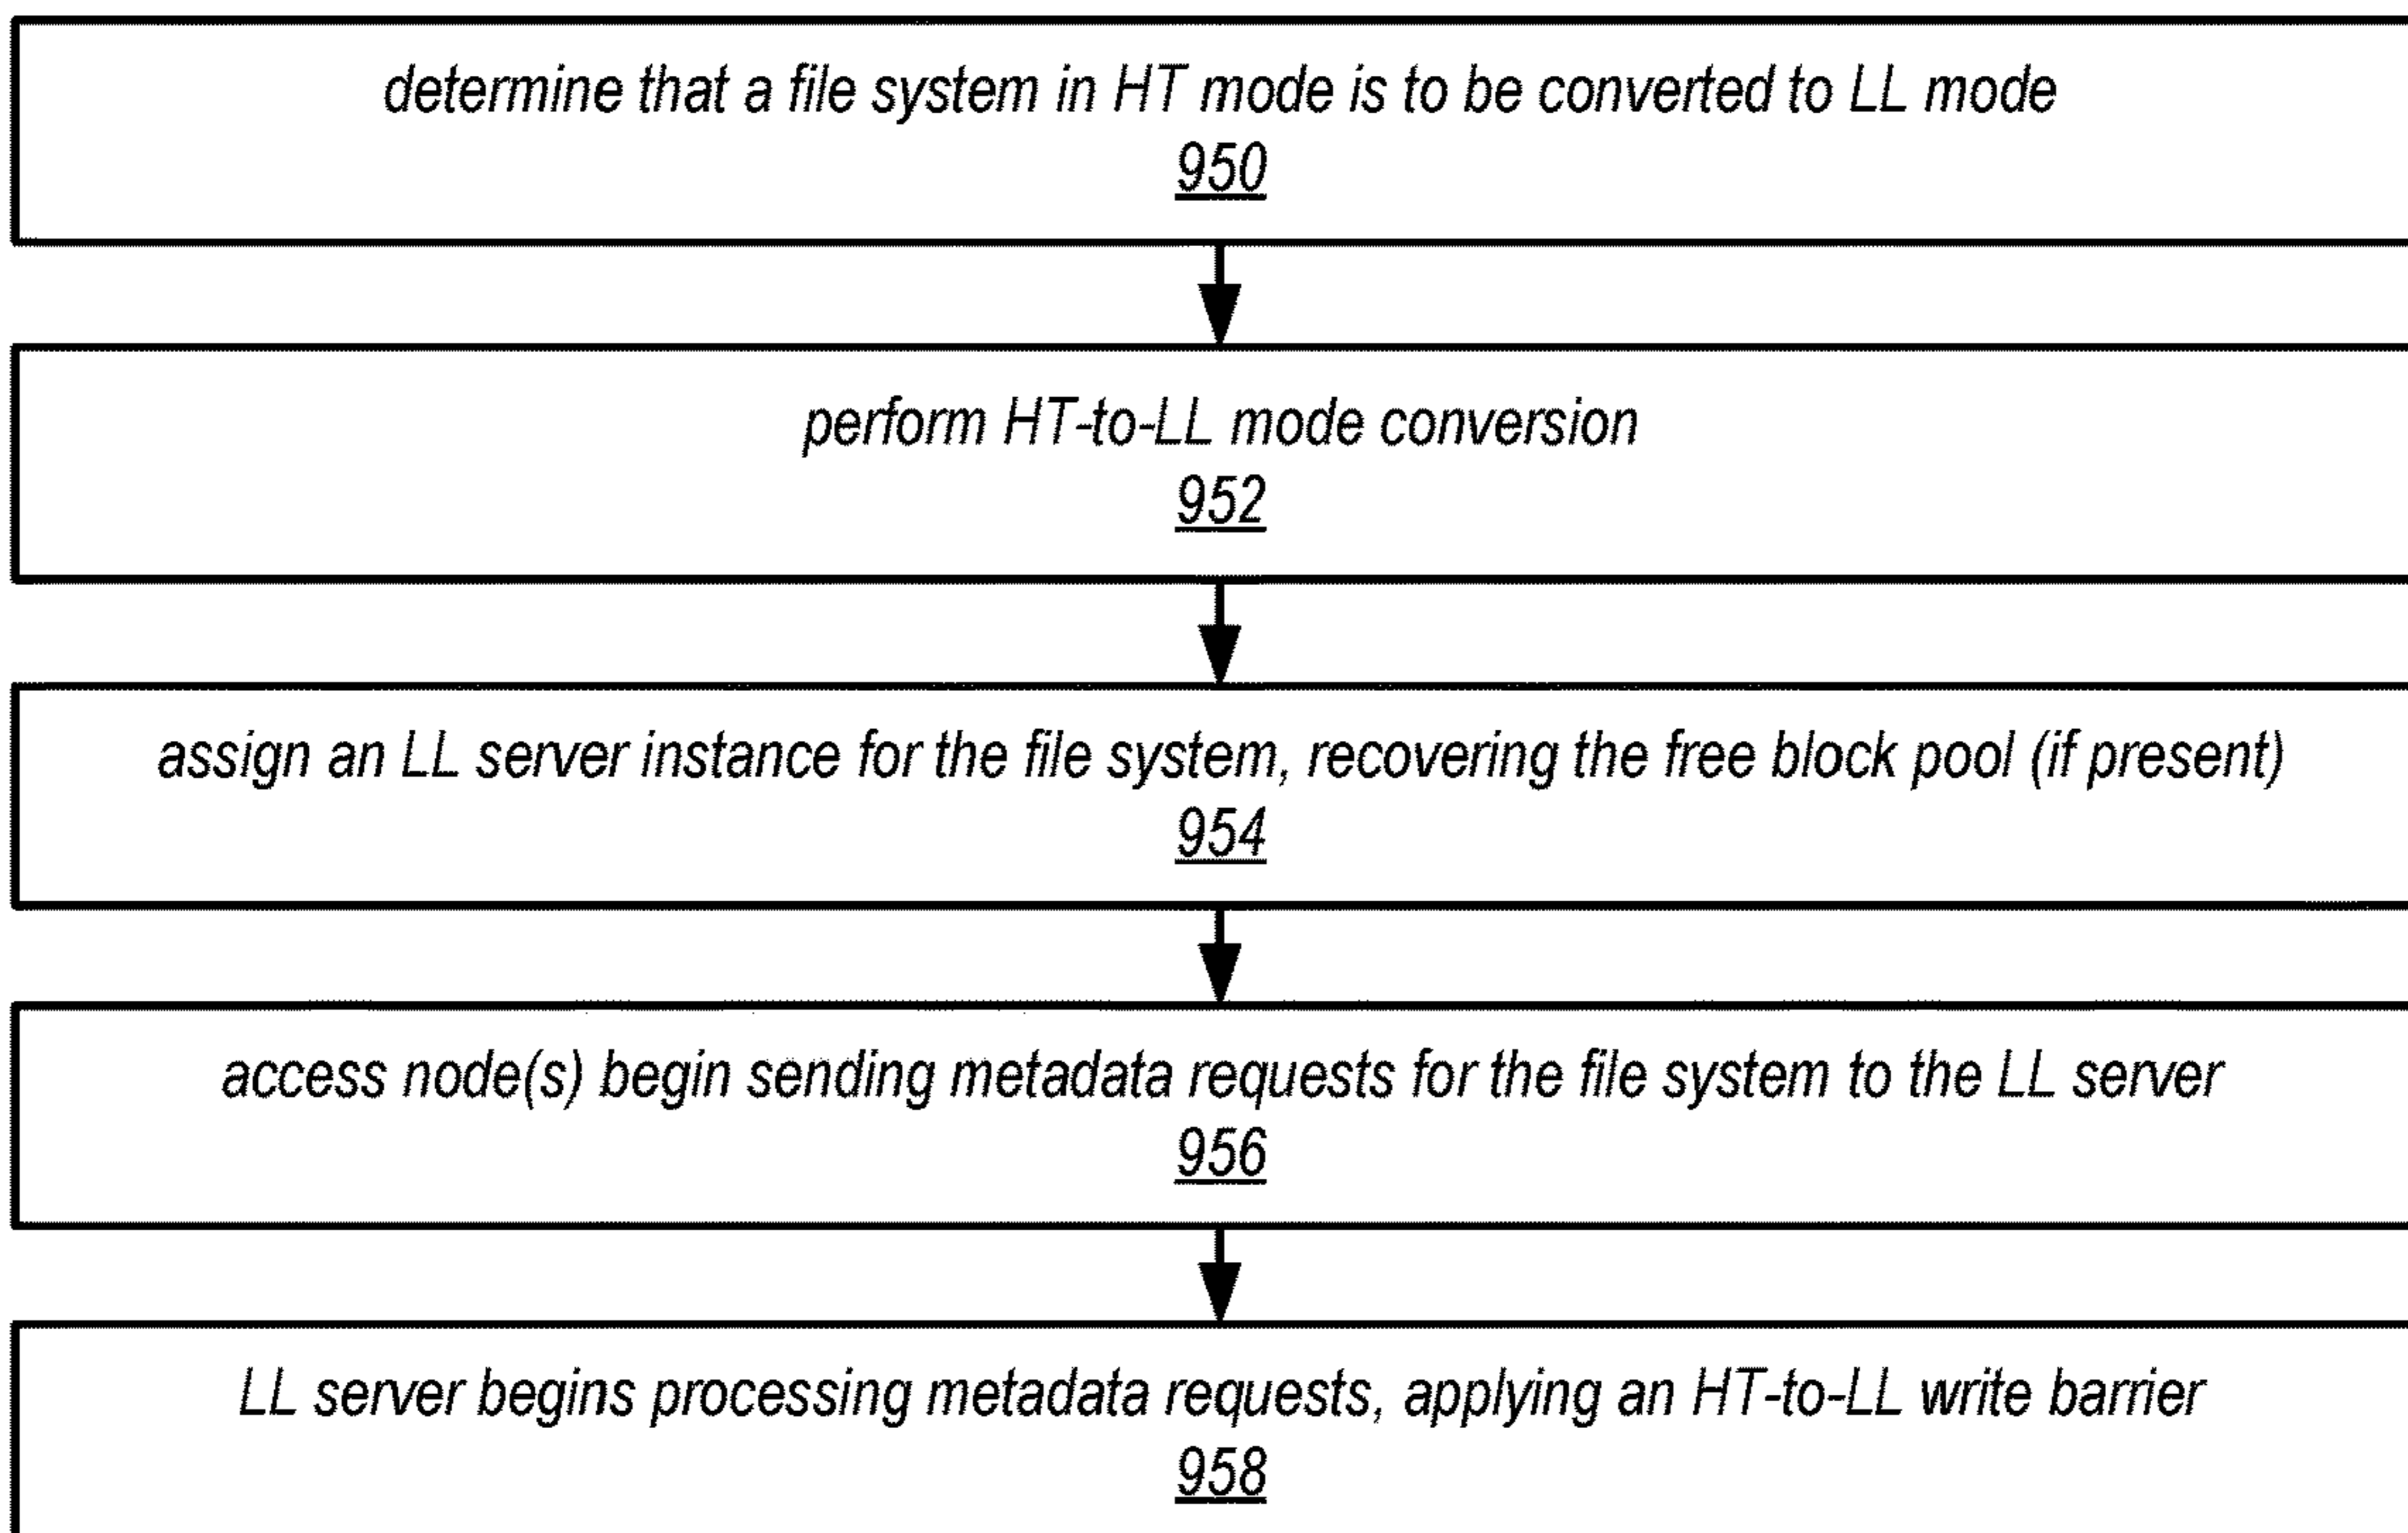 determine that a file system in HT mode is to be converted to LL mode
950
perform HT-to-LL mode conversion
952
assign an LL server instance for the file system, recovering the free block pool (if present)
954
access node(s) begin sending metadata requests for the file system to the LL server
956
LL server begins processing metadata requests, applying an HT-to-LL write barrier
958